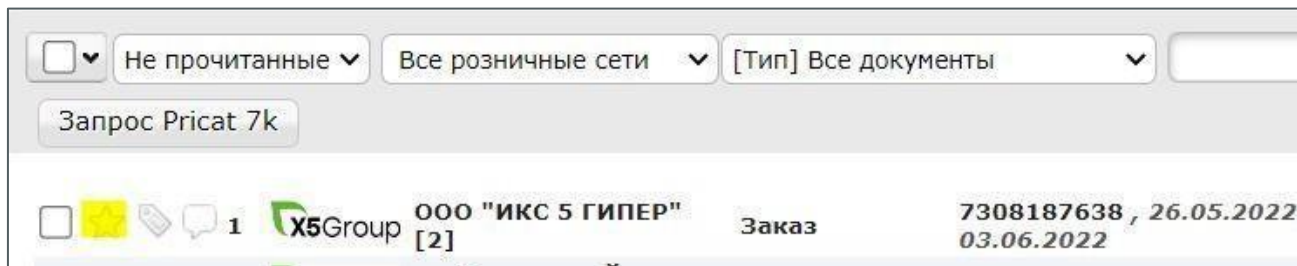 Не прочитанные Все розничные сети [Тип] Все документы
Запрос Pricat 7k
1 X5Group ООО "ИКС 5 ГИПЕР" Заказ 7308187638 , 26.05.2022
[2] 03.06.2022